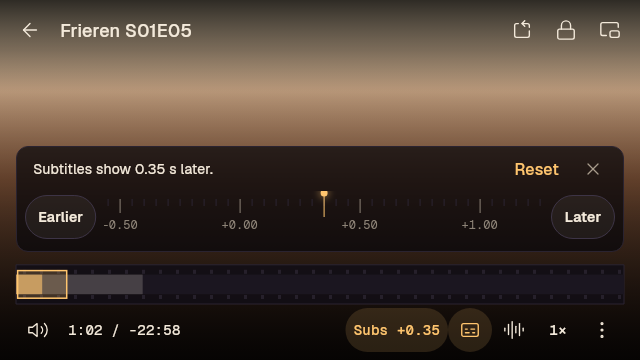 Frieren S01E05
Subtitles show 0.35 s later.
Reset
Earlier
-0.50
+0.00
+0.50
+1.00
Later
1:02 / -22:58
Subs +0.35
1×